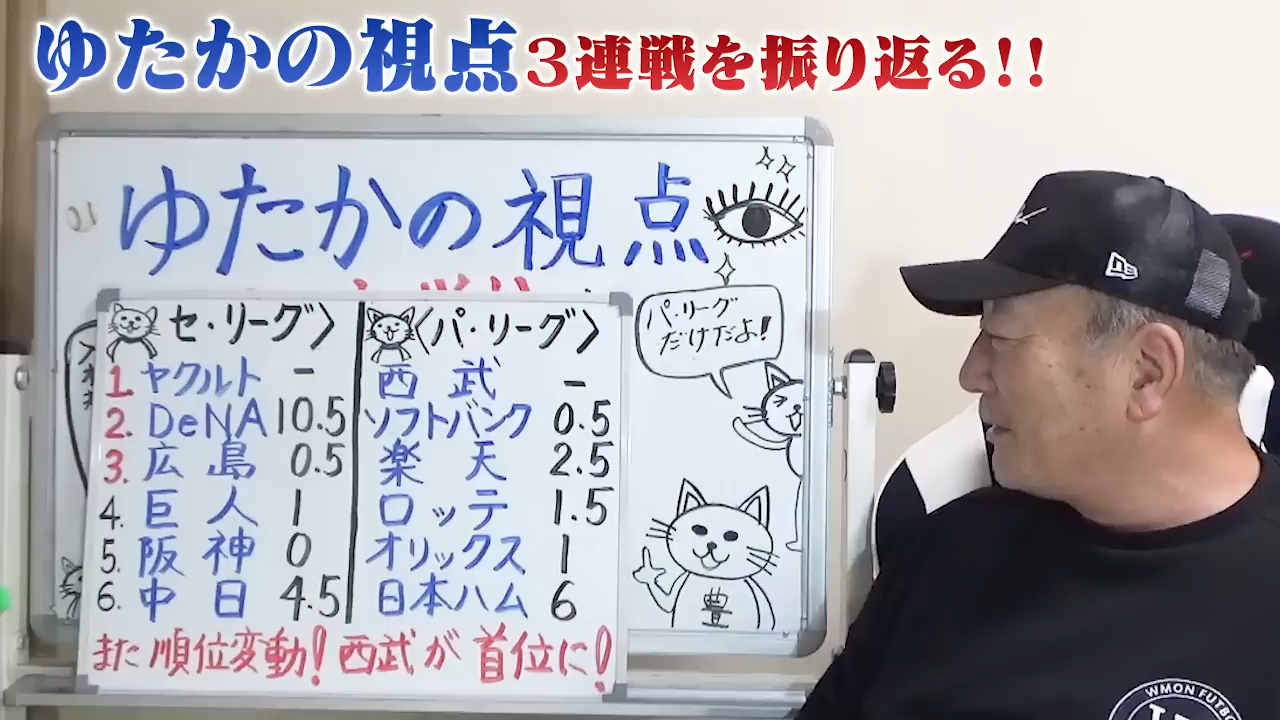 ゆたかの視点 3連戦を振り返る!!
ゆたかの視点
パ・リーグ
だけだよ!
セ・リーグ〉 〈パ・リーグ〉
1. ヤクルト - 西武 -
2. DeNA 10.5 ソフトバンク 0.5
3. 広島 0.5 楽天 2.5
4. 巨人 1 ロッテ 1.5
5. 阪神 0 オリックス 1
6. 中日 4.5 日本ハム 6
また順位変動! 西武が首位に!
豊
WMON FUTBO